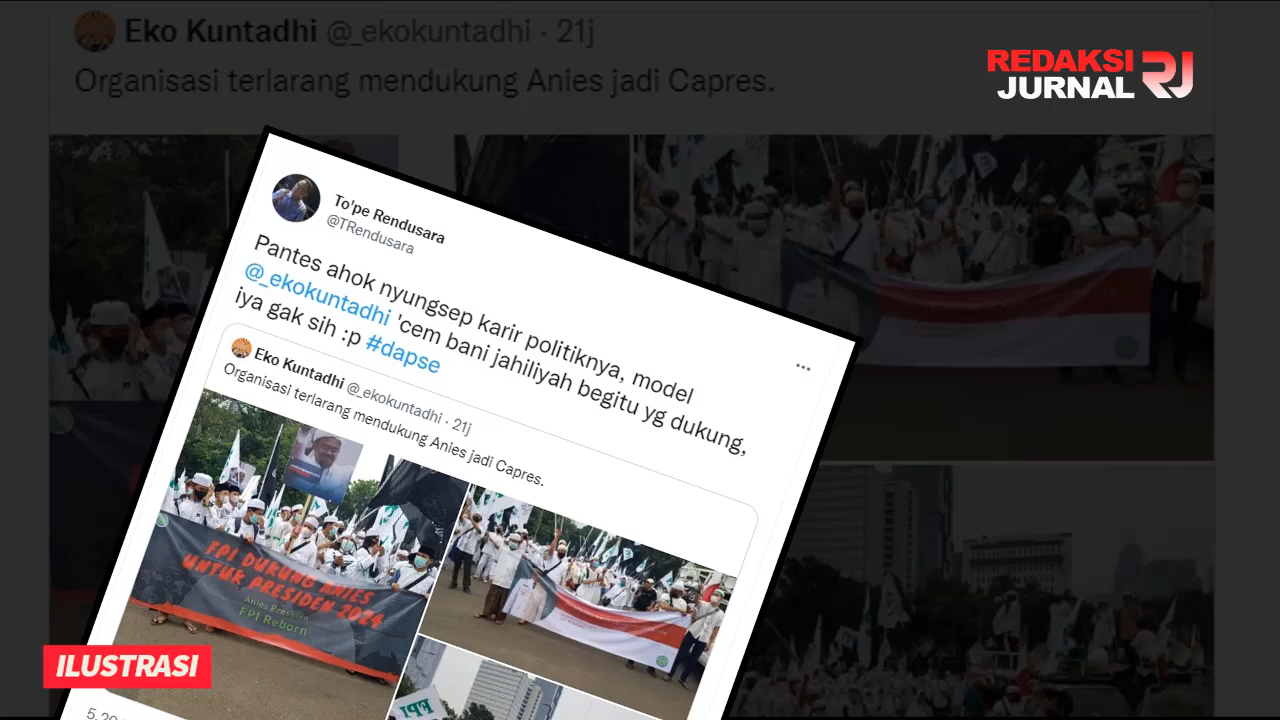 Eko Kuntadhi @_ekokuntadhi · 21j
Organisasi terlarang mendukung Anies jadi Capres.
REDAKSI
JURNAL RJ
To'pe Rendusara
@TRendusara
Pantes ahok nyungsep karir politiknya, model
@_ekokuntadhi 'cem bani jahiliyah begitu yg dukung,
iya gak sih :p #dapse
Eko Kuntadhi @_ekokuntadhi · 21j
Organisasi terlarang mendukung Anies jadi Capres.
FPI DUKUNG ANIES
UNTUK PRESIDEN 2024
Anies Presiden
FPI Reborn
FPI
ILUSTRASI